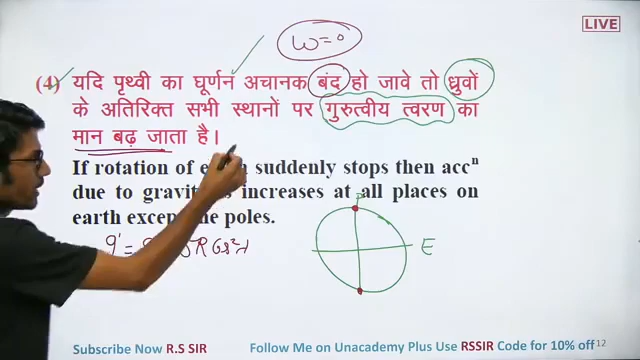 LIVE
ω=0
(4) यदि पृथ्वी का घूर्णन अचानक बंद हो जावे तो ध्रुवों
के अतिरिक्त सभी स्थानों पर गुरुत्वीय त्वरण का
मान बढ़ जाता है।
If rotation of suddenly stops then accⁿ
due to gravit increases at all places on
earth except the poles.
g' =
E
Subscribe Now R.S SIR
Follow Me on Unacademy Plus Use RSSIR Code for 10% off
12